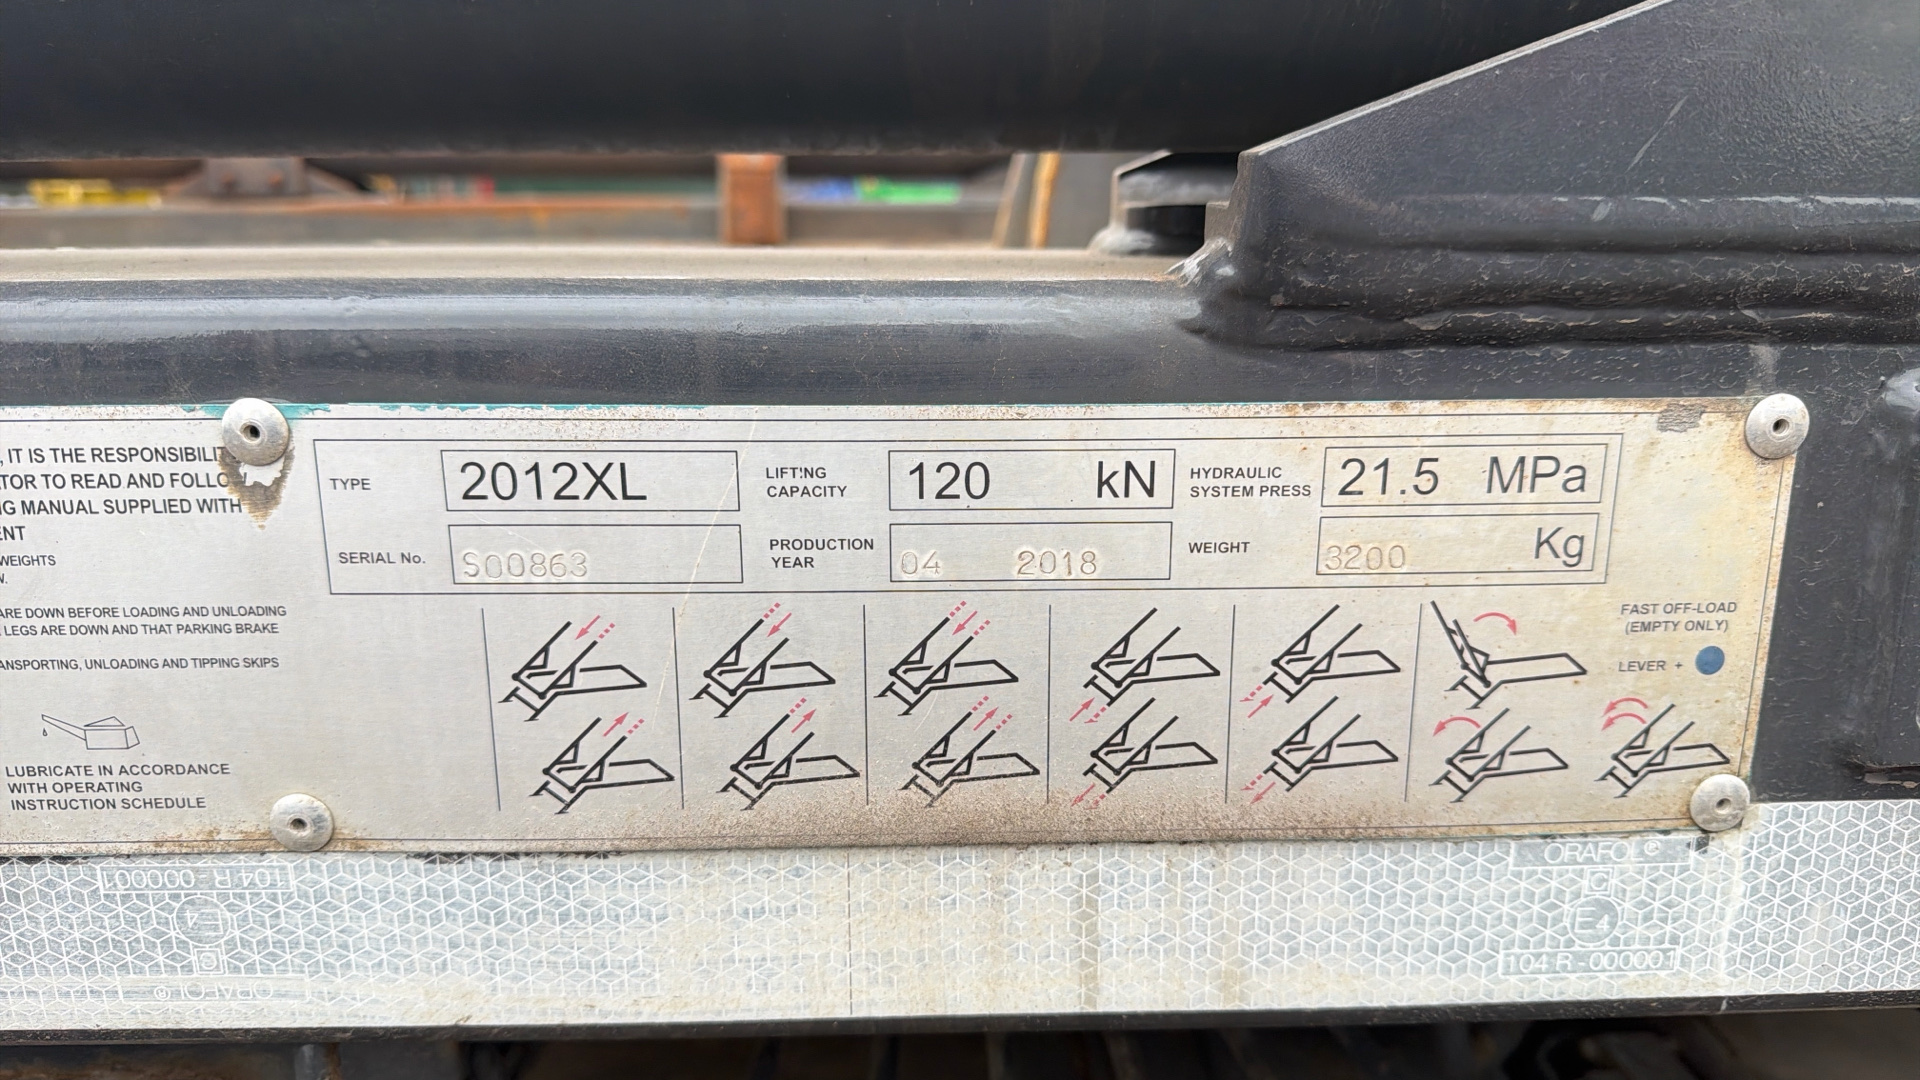 , IT IS THE RESPONSIBILIT
TOR TO READ AND FOLLO
G MANUAL SUPPLIED WITH
ENT
WEIGHTS
W.
ARE DOWN BEFORE LOADING AND UNLOADING
LEGS ARE DOWN AND THAT PARKING BRAKE
ANSPORTING, UNLOADING AND TIPPING SKIPS
LUBRICATE IN ACCORDANCE
WITH OPERATING
INSTRUCTION SCHEDULE
TYPE 2012XL
LIFTING
CAPACITY 120 kN
HYDRAULIC
SYSTEM PRESS 21.5 MPa
SERIAL No. S00863
PRODUCTION
YEAR 04 2018
WEIGHT 3200 Kg
FAST OFF-LOAD
(EMPTY ONLY)
LEVER +
104 R - 000001
E4
C
ORAFOL®
ORAFOL®
C
E4
104 R - 000001